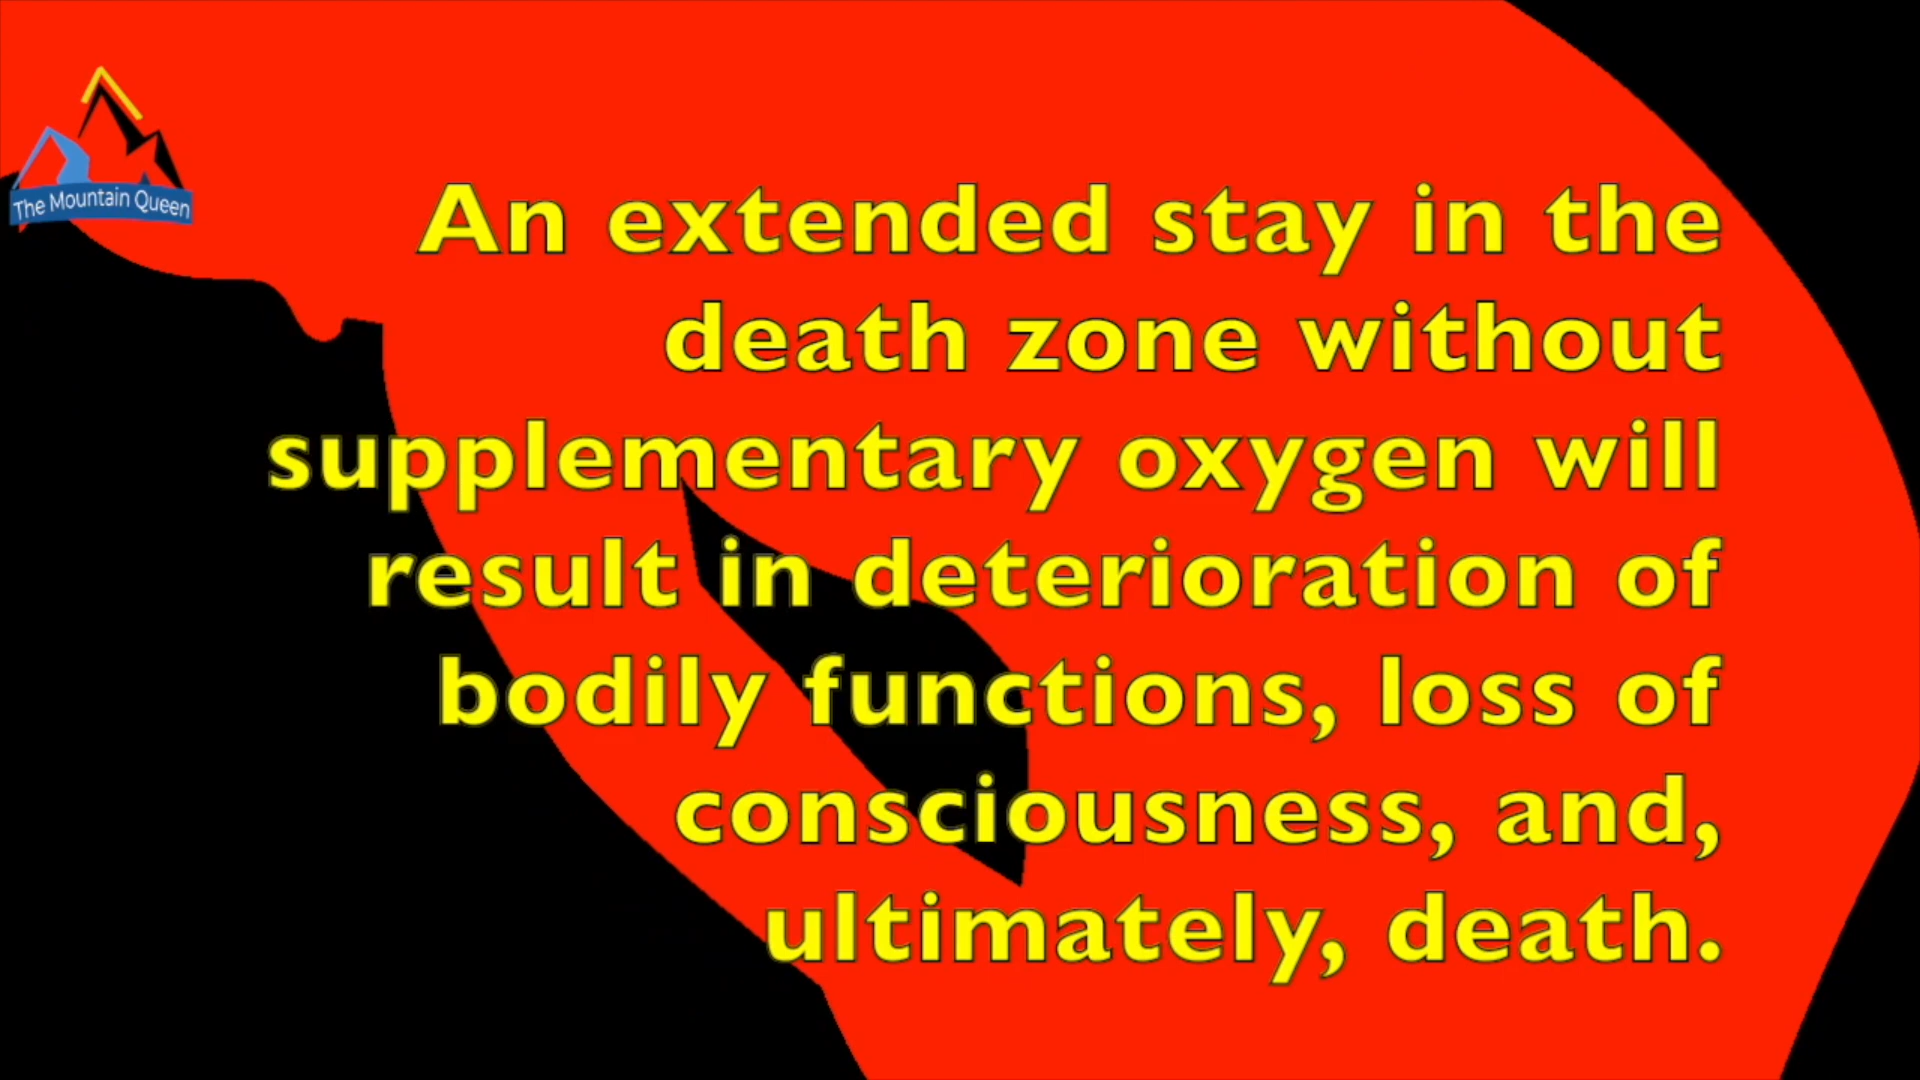 The Mountain Queen
An extended stay in the
death zone without
supplementary oxygen will
result in deterioration of
bodily functions, loss of
consciousness, and,
ultimately, death.